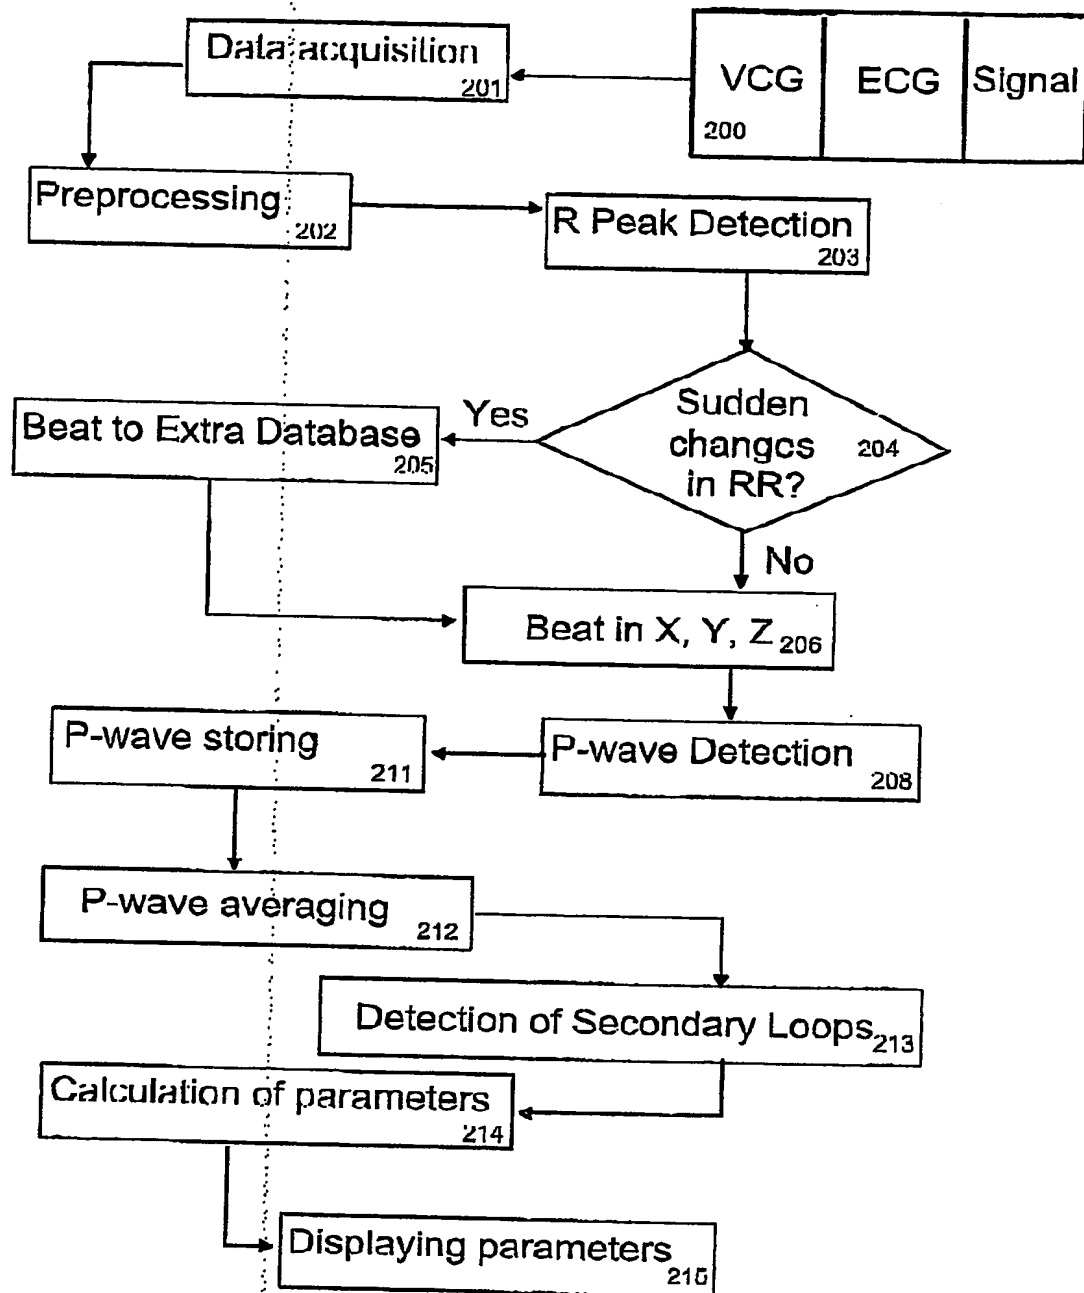 Data acquisition
201
VCG ECG Signal
200
Preprocessing
202
R Peak Detection
203
Sudden
changes
in RR?
204
Yes
Beat to Extra Database
205
No
Beat in X, Y, Z 206
P-wave storing
211
P-wave Detection
208
P-wave averaging
212
Detection of Secondary Loops 213
Calculation of parameters
214
Displaying parameters
215